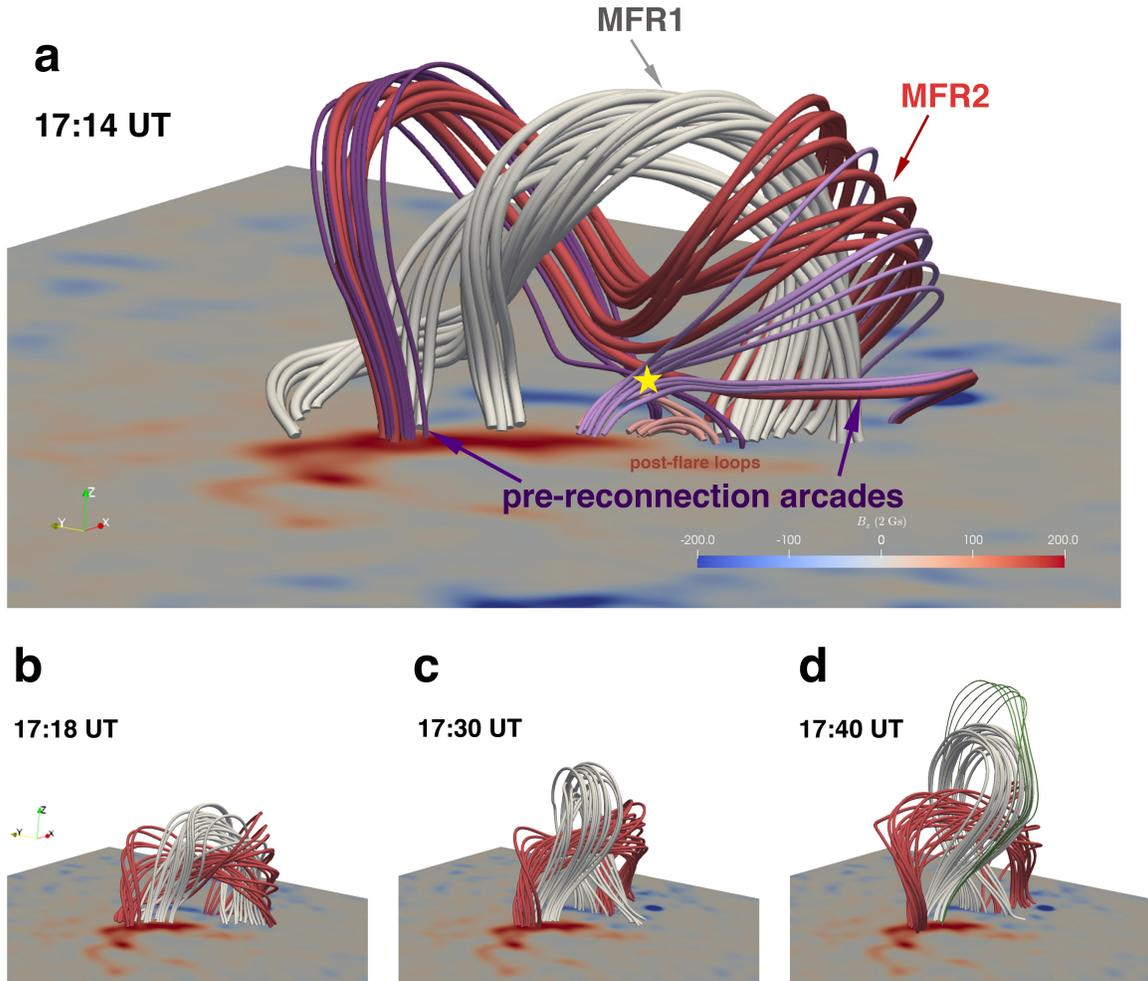 a
MFR1
17:14 UT
MFR2
post-flare loops
pre-reconnection arcades
Z
Y
X
B_z (2 Gs)
-200.0 -100 0 100 200.0
b
c
d
17:18 UT
17:30 UT
17:40 UT
Z
Y
X